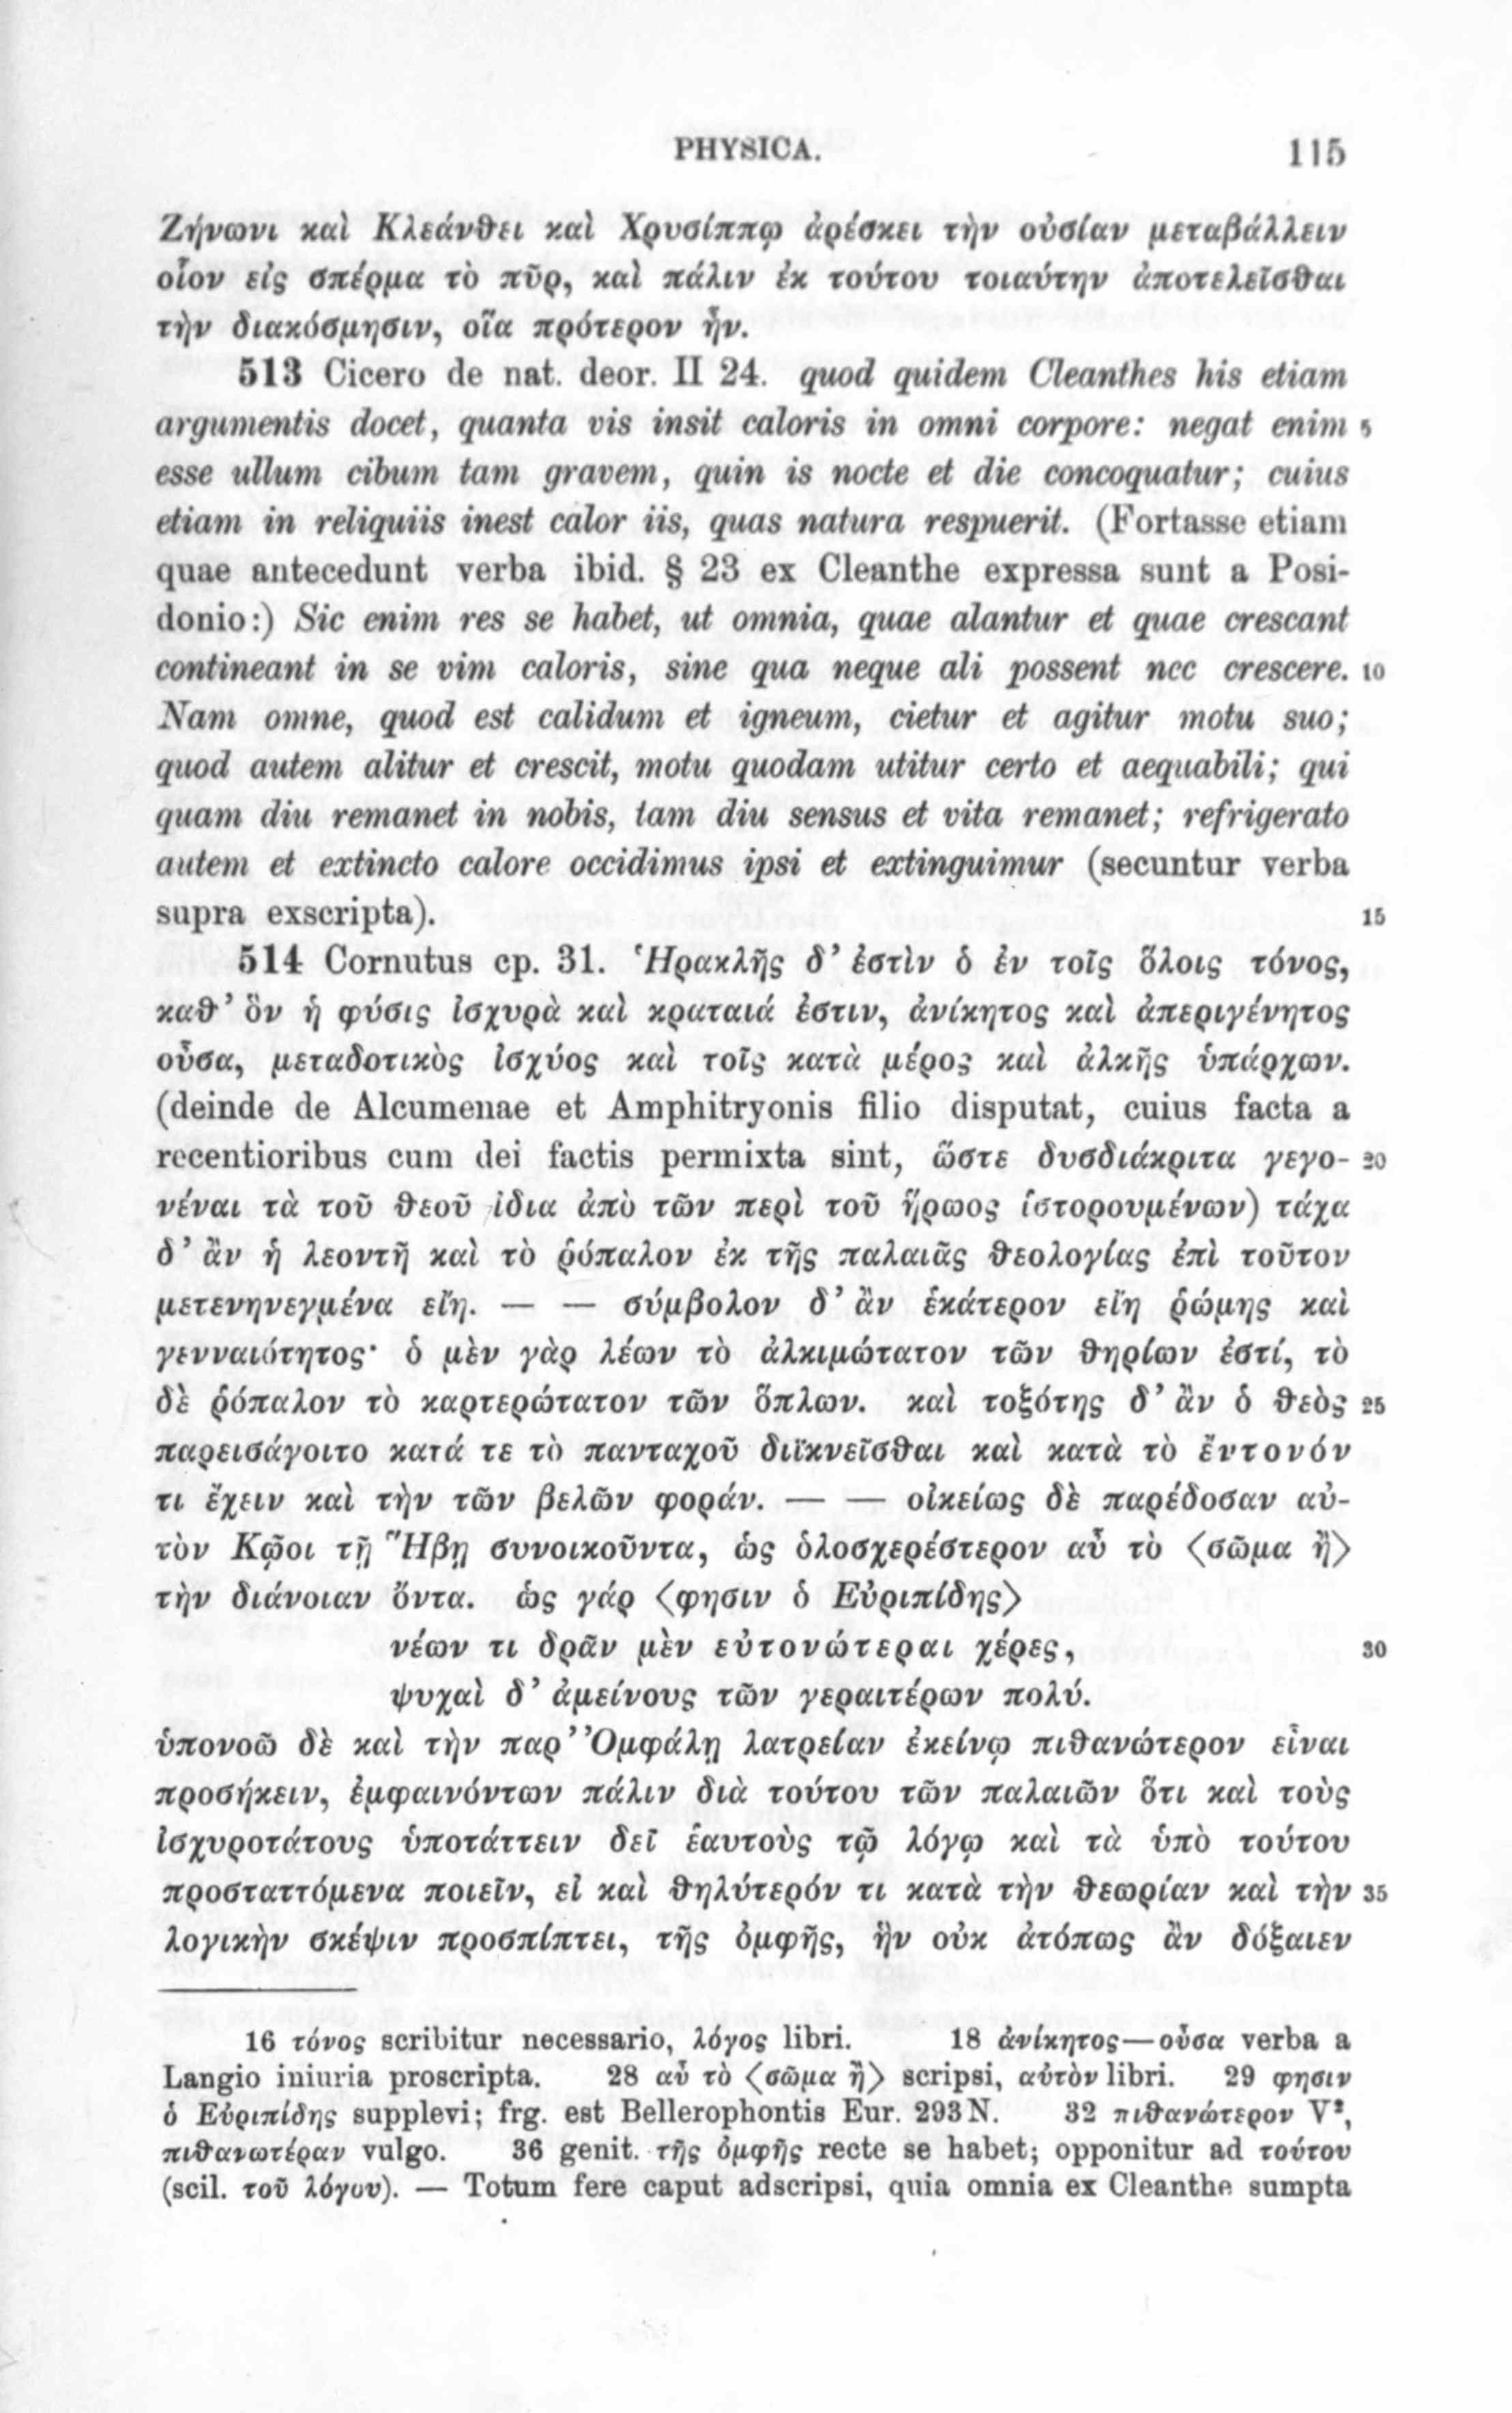 PHYSICA. 115
Ζήνωνι καὶ Κλεάνθει καὶ Χρυσίππῳ ἀρέσκει τὴν οὐσίαν μεταβάλλειν
οἷον εἰς σπέρμα τὸ πῦρ, καὶ πάλιν ἐκ τούτου τοιαύτην ἀποτελεῖσθαι
τὴν διακόσμησιν, οἵα πρότερον ἦν.
513 Cicero de nat. deor. II 24. quod quidem Cleanthes his etiam
argumentis docet, quanta vis insit caloris in omni corpore: negat enim 5
esse ullum cibum tam gravem, quin is nocte et die concoquatur; cuius
etiam in reliquiis inest calor iis, quas natura respuerit. (Fortasse etiam
quae antecedunt verba ibid. § 23 ex Cleanthe expressa sunt a Posi-
donio:) Sic enim res se habet, ut omnia, quae alantur et quae crescant
contineant in se vim caloris, sine qua neque ali possent nec crescere. 10
Nam omne, quod est calidum et igneum, cietur et agitur motu suo;
quod autem alitur et crescit, motu quodam utitur certo et aequabili; qui
quam diu remanet in nobis, tam diu sensus et vita remanet; refrigerato
autem et extincto calore occidimus ipsi et extinguimur (secuntur verba
supra exscripta). 15
514 Cornutus cp. 31. Ἡρακλῆς δ’ ἐστὶν ὁ ἐν τοῖς ὅλοις τόνος,
καθ’ ὃν ἡ φύσις ἰσχυρὰ καὶ κραταιά ἐστιν, ἀνίκητος καὶ ἀπεριγένητος
οὖσα, μεταδοτικὸς ἰσχύος καὶ τοῖς κατὰ μέρος καὶ ἀλκῆς ὑπάρχων.
(deinde de Alcumenae et Amphitryonis filio disputat, cuius facta a
recentioribus cum dei factis permixta sint, ὥστε δυσδιάκριτα γεγο- 20
νέναι τὰ τοῦ θεοῦ ἰδια ἀπὸ τῶν περὶ τοῦ ἥρωος ἱστορουμένων) τάχα
δ’ ἂν ἡ λεοντῆ καὶ τὸ ῥόπαλον ἐκ τῆς παλαιᾶς θεολογίας ἐπὶ τοῦτον
μετενηνεγμένα εἴη. — — σύμβολον δ’ ἂν ἑκάτερον εἴη ῥώμης καὶ
γενναιότητος· ὁ μὲν γὰρ λέων τὸ ἀλκιμώτατον τῶν θηρίων ἐστί, τὸ
δὲ ῥόπαλον τὸ καρτερώτατον τῶν ὅπλων. καὶ τοξότης δ’ ἂν ὁ θεὸς 25
παρεισάγοιτο κατά τε τὸ πανταχοῦ διϊκνεῖσθαι καὶ κατὰ τὸ ἔντονόν
τι ἔχειν καὶ τὴν τῶν βελῶν φοράν. — — οἰκείως δὲ παρέδοσαν αὐ-
τὸν Κῷοι τῇ Ἥβῃ συνοικοῦντα, ὡς ὁλοσχερέστερον αὖ τὸ ⟨σῶμα ἢ⟩
τὴν διάνοιαν ὄντα. ὡς γάρ ⟨φησιν ὁ Εὐριπίδης⟩
νέων τι δρᾶν μὲν εὐτονώτεραι χέρες, 30
ψυχαὶ δ’ ἀμείνους τῶν γεραιτέρων πολύ.
ὑπονοῶ δὲ καὶ τὴν παρ’ Ὀμφάλῃ λατρείαν ἐκείνῳ πιθανώτερον εἶναι
προσήκειν, ἐμφαινόντων πάλιν διὰ τούτου τῶν παλαιῶν ὅτι καὶ τοὺς
ἰσχυροτάτους ὑποτάττειν δεῖ ἑαυτοὺς τῷ λόγῳ καὶ τὰ ὑπὸ τούτου
προσταττόμενα ποιεῖν, εἰ καὶ θηλύτερόν τι κατὰ τὴν θεωρίαν καὶ τὴν 35
λογικὴν σκέψιν προσπίπτει, τῆς ὀμφῆς, ἣν οὐκ ἀτόπως ἂν δόξαιεν
16 τόνος scribitur necessario, λόγος libri. 18 ἀνίκητος—οὖσα verba a
Langio iniuria proscripta. 28 αὖ τὸ ⟨σῶμα ἢ⟩ scripsi, αὐτὸν libri. 29 φησιν
ὁ Εὐριπίδης supplevi; frg. est Bellerophontis Eur. 293 N. 32 πιθανώτερον V²,
πιθανωτέραν vulgo. 36 genit. τῆς ὀμφῆς recte se habet; opponitur ad τούτου
(scil. τοῦ λόγου). — Totum fere caput adscripsi, quia omnia ex Cleanthe sumpta